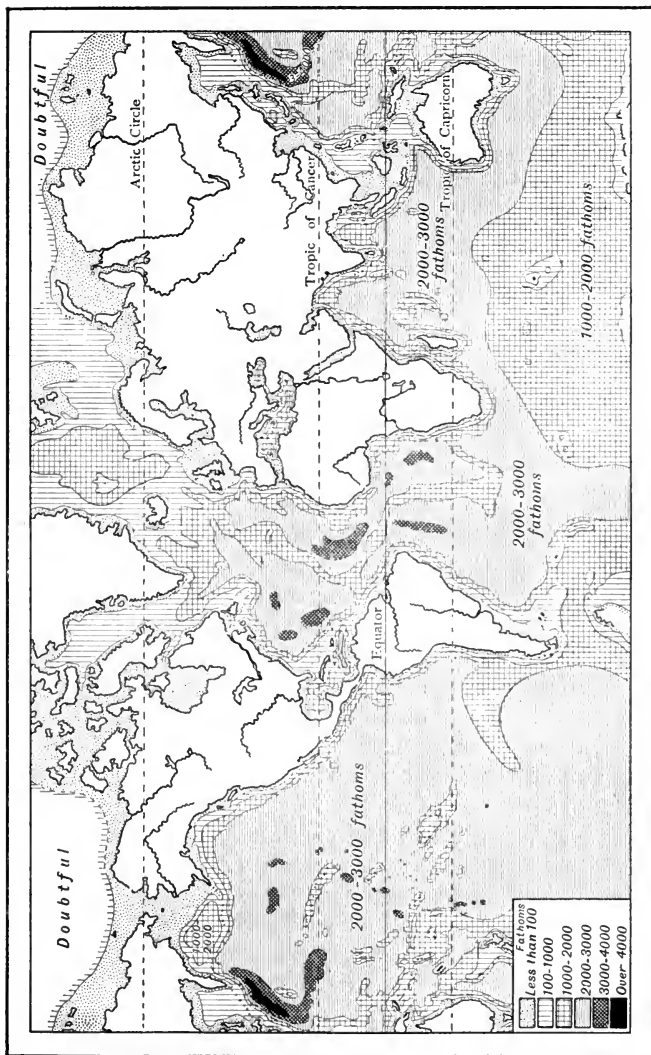 Doubtful
Doubtful
Arctic Circle
Tropic of Cancer
Equator
Tropic of Capricorn
2000-3000 fathoms
2000-3000
fathoms
2000-3000
fathoms
1000-2000 fathoms
Fathoms
Less than 100
100-1000
1000-2000
2000-3000
3000-4000
Over 4000